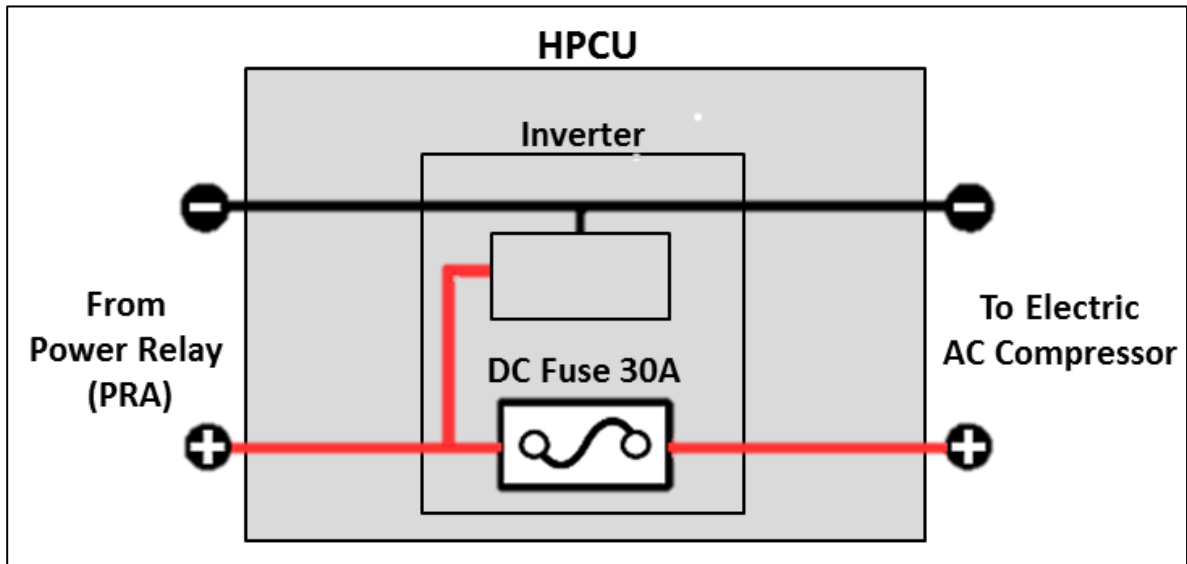 HPCU
Inverter
From
Power Relay
(PRA)
To Electric
AC Compressor
DC Fuse 30A